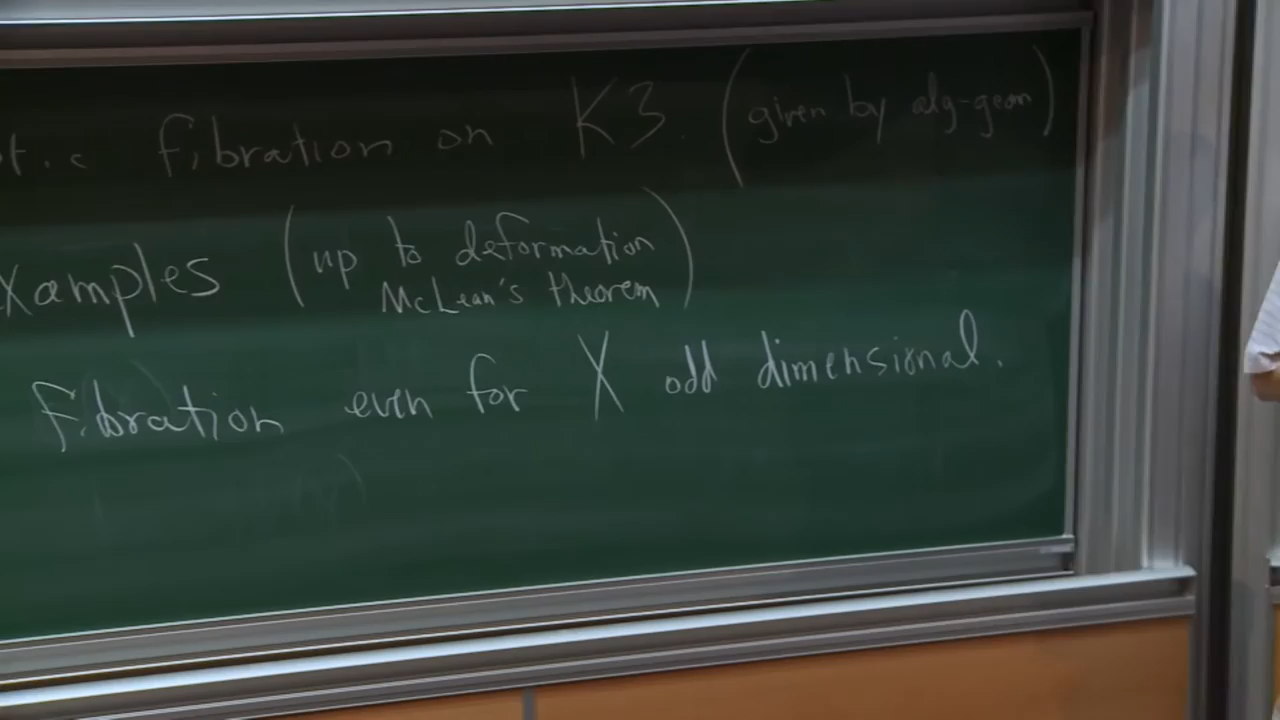 fibration on K3. (given by alg-geom)
xamples (up to deformation
McLean's theorem)
Fibration even for X odd dimensional.